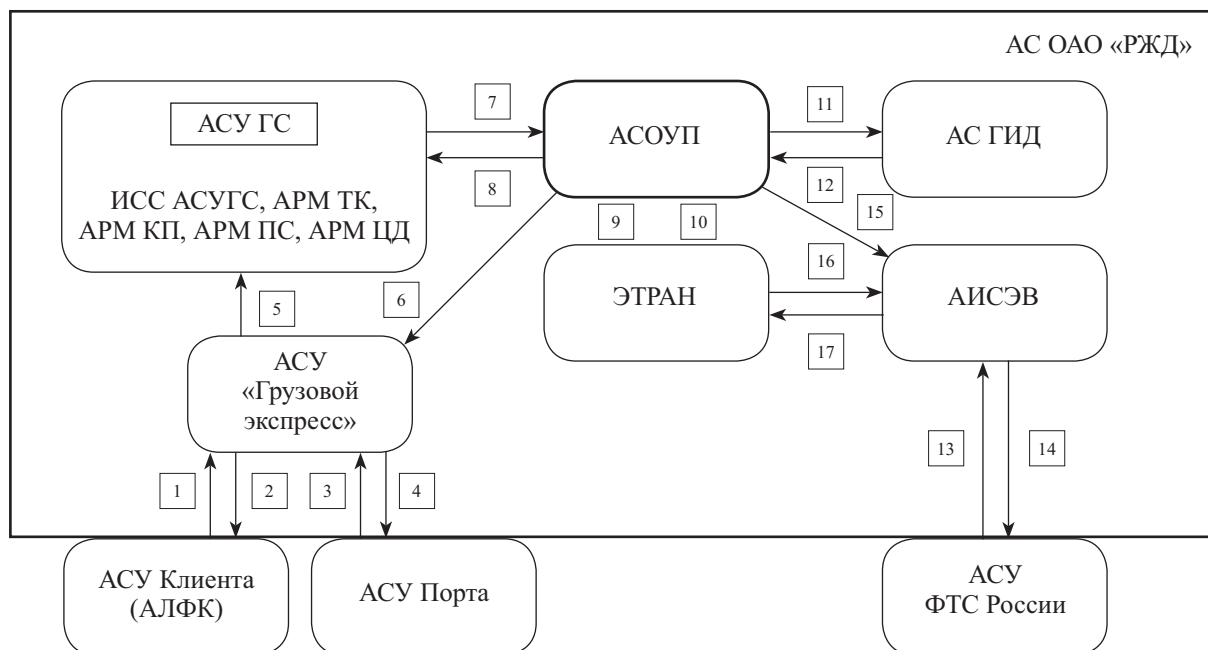 АС ОАО «РЖД»
АСУ ГС
ИСС АСУГС, АРМ ТК,
АРМ КП, АРМ ПС, АРМ ЦД
7
8
АСОУП
11
12
АС ГИД
15
9
10
5
6
ЭТРАН
16
17
АИСЭВ
АСУ
«Грузовой
экспресс»
1
2
3
4
13
14
АСУ Клиента
(АЛФК)
АСУ Порта
АСУ
ФТС России